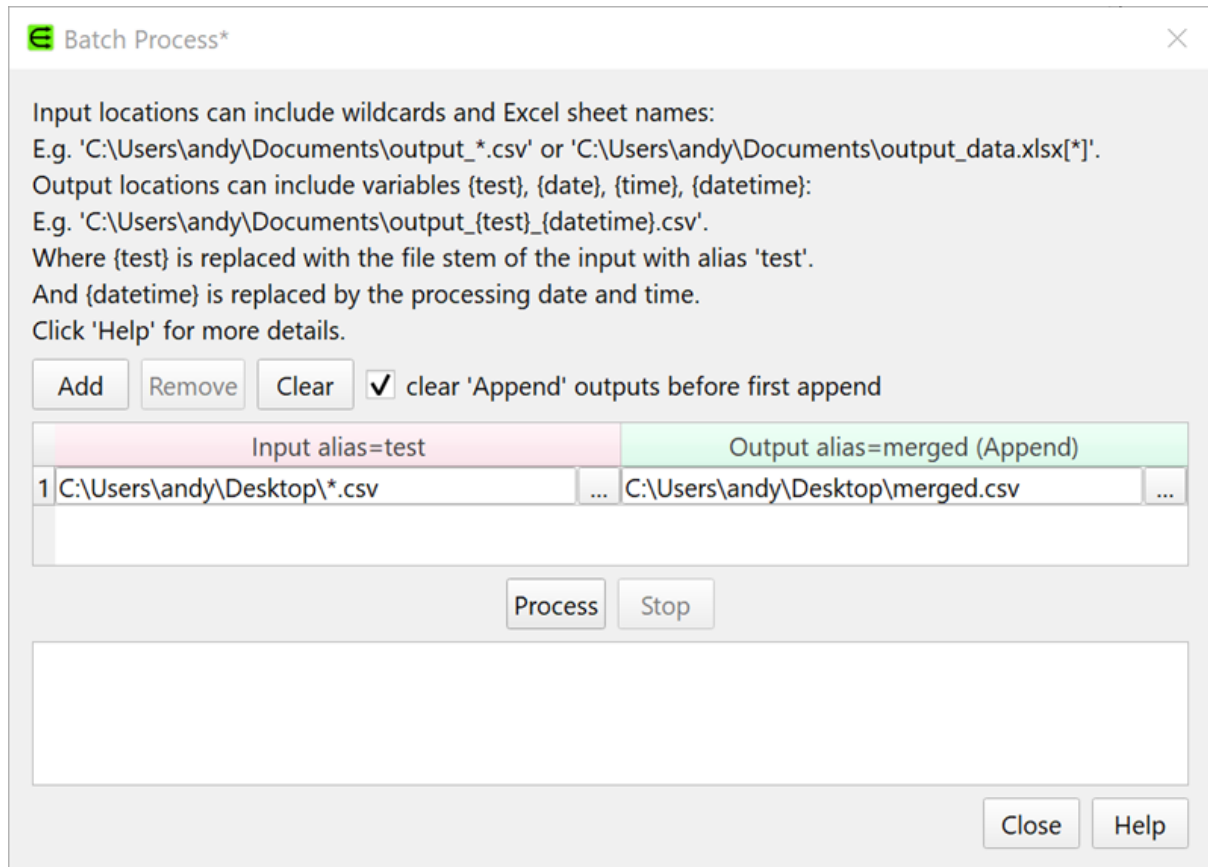 Batch Process*
Input locations can include wildcards and Excel sheet names:
E.g. 'C:\Users\andy\Documents\output_*.csv' or 'C:\Users\andy\Documents\output_data.xlsx[*]'.
Output locations can include variables {test}, {date}, {time}, {datetime}:
E.g. 'C:\Users\andy\Documents\output_{test}_{datetime}.csv'.
Where {test} is replaced with the file stem of the input with alias 'test'.
And {datetime} is replaced by the processing date and time.
Click 'Help' for more details.
Add Remove Clear clear 'Append' outputs before first append
Input alias=test Output alias=merged (Append)
1 C:\Users\andy\Desktop\*.csv ... C:\Users\andy\Desktop\merged.csv ...
Process Stop
Close Help